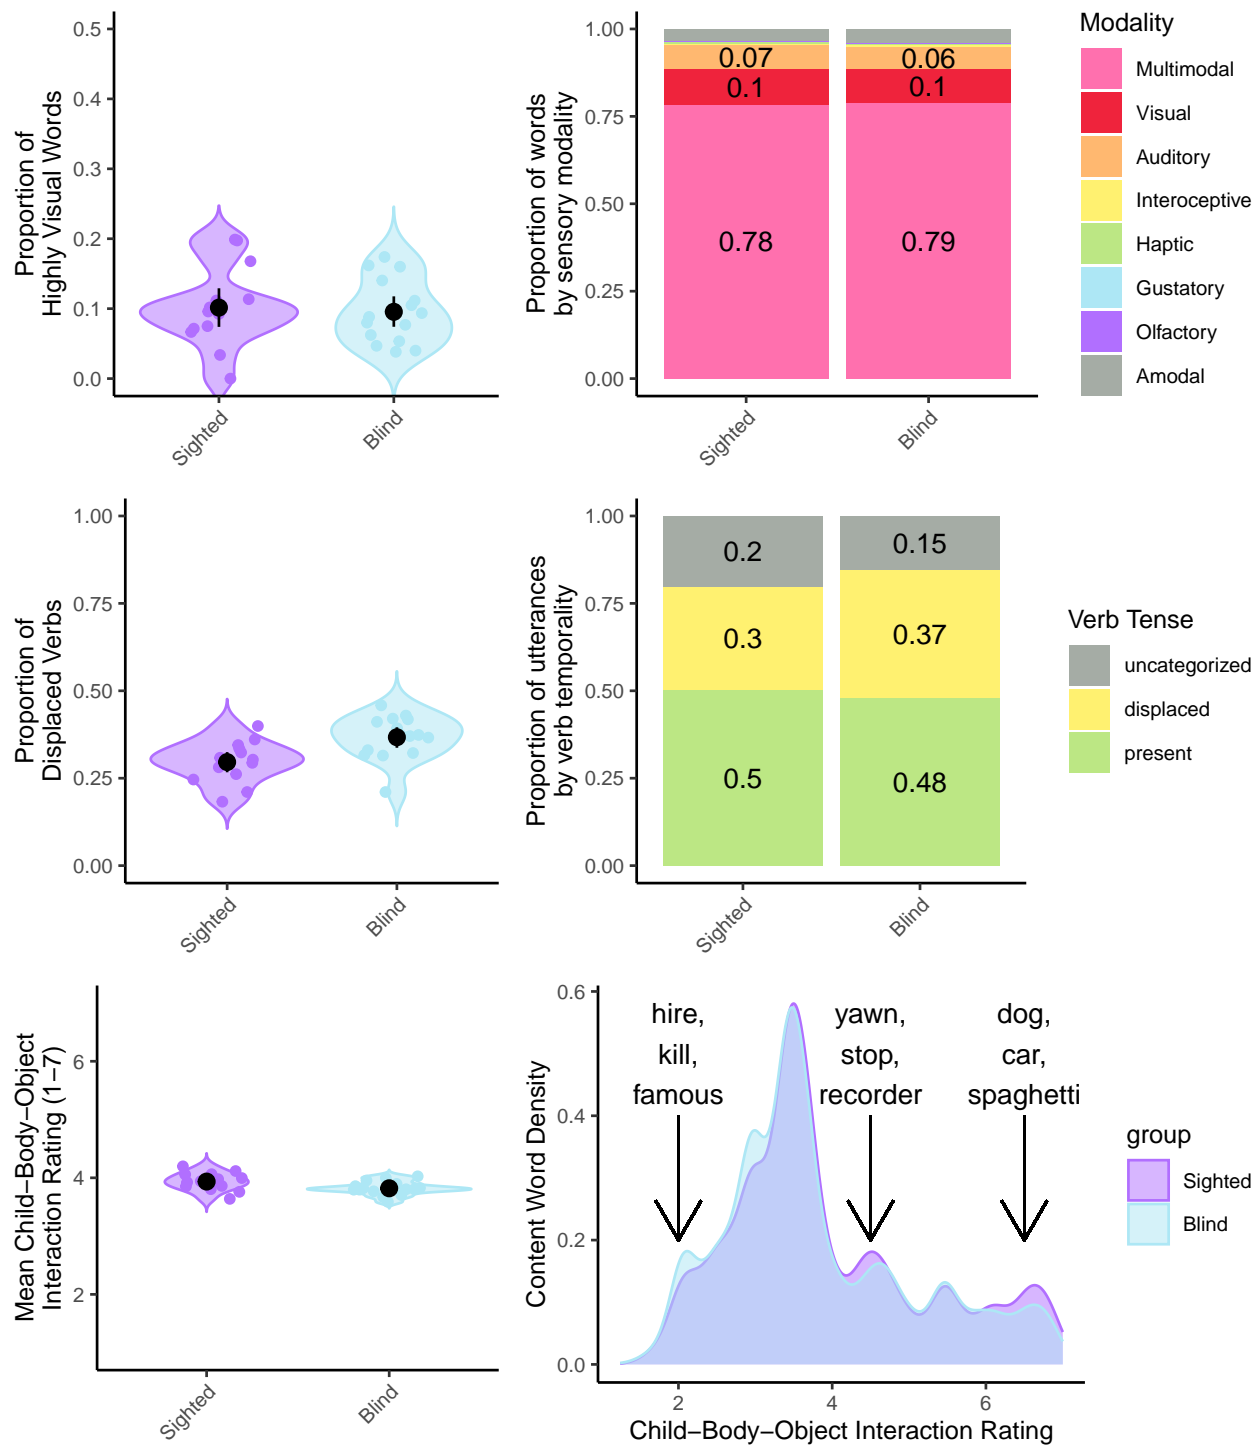 Proportion of
Highly Visual Words
0.5
0.4
0.3
0.2
0.1
0.0
Sighted
Blind
Proportion of words
by sensory modality
1.00
0.75
0.50
0.25
0.00
0.07
0.06
0.1
0.1
0.78
0.79
Sighted
Blind
Modality
Multimodal
Visual
Auditory
Interoceptive
Haptic
Gustatory
Olfactory
Amodal
Proportion of
Displaced Verbs
1.00
0.75
0.50
0.25
0.00
Sighted
Blind
Proportion of utterances
by verb temporality
1.00
0.75
0.50
0.25
0.00
0.2
0.15
0.3
0.37
0.5
0.48
Sighted
Blind
Verb Tense
uncategorized
displaced
present
Mean Child−Body−Object
Interaction Rating (1−7)
6
4
2
Sighted
Blind
Content Word Density
0.6
0.4
0.2
0.0
hire,
kill,
famous
yawn,
stop,
recorder
dog,
car,
spaghetti
2
4
6
Child−Body−Object Interaction Rating
group
Sighted
Blind